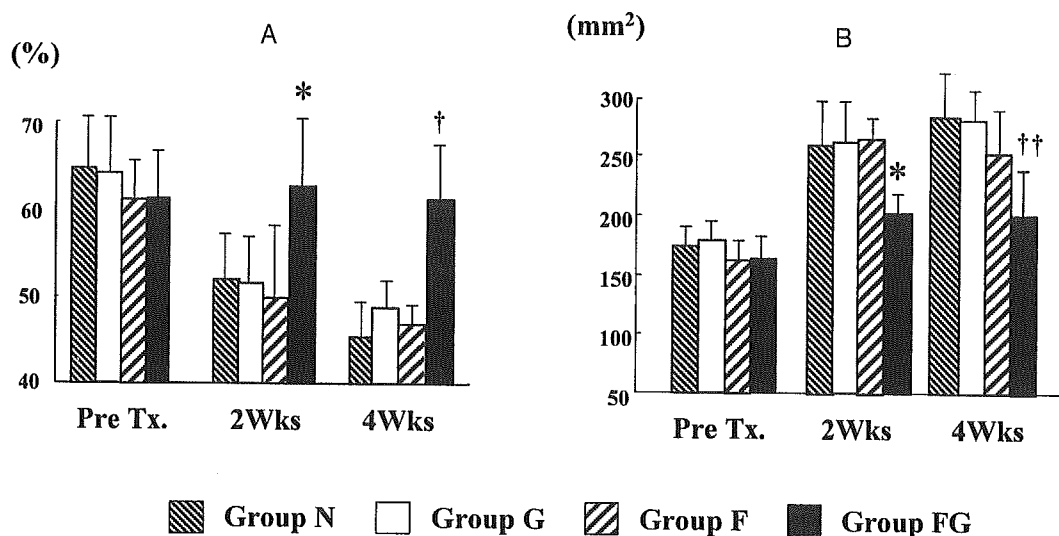 A
(%)
70
60
50
40
*
†
Pre Tx.
2Wks
4Wks
B
(mm²)
300
250
200
150
100
50
*
††
Pre Tx.
2Wks
4Wks
Group N
Group G
Group F
Group FG